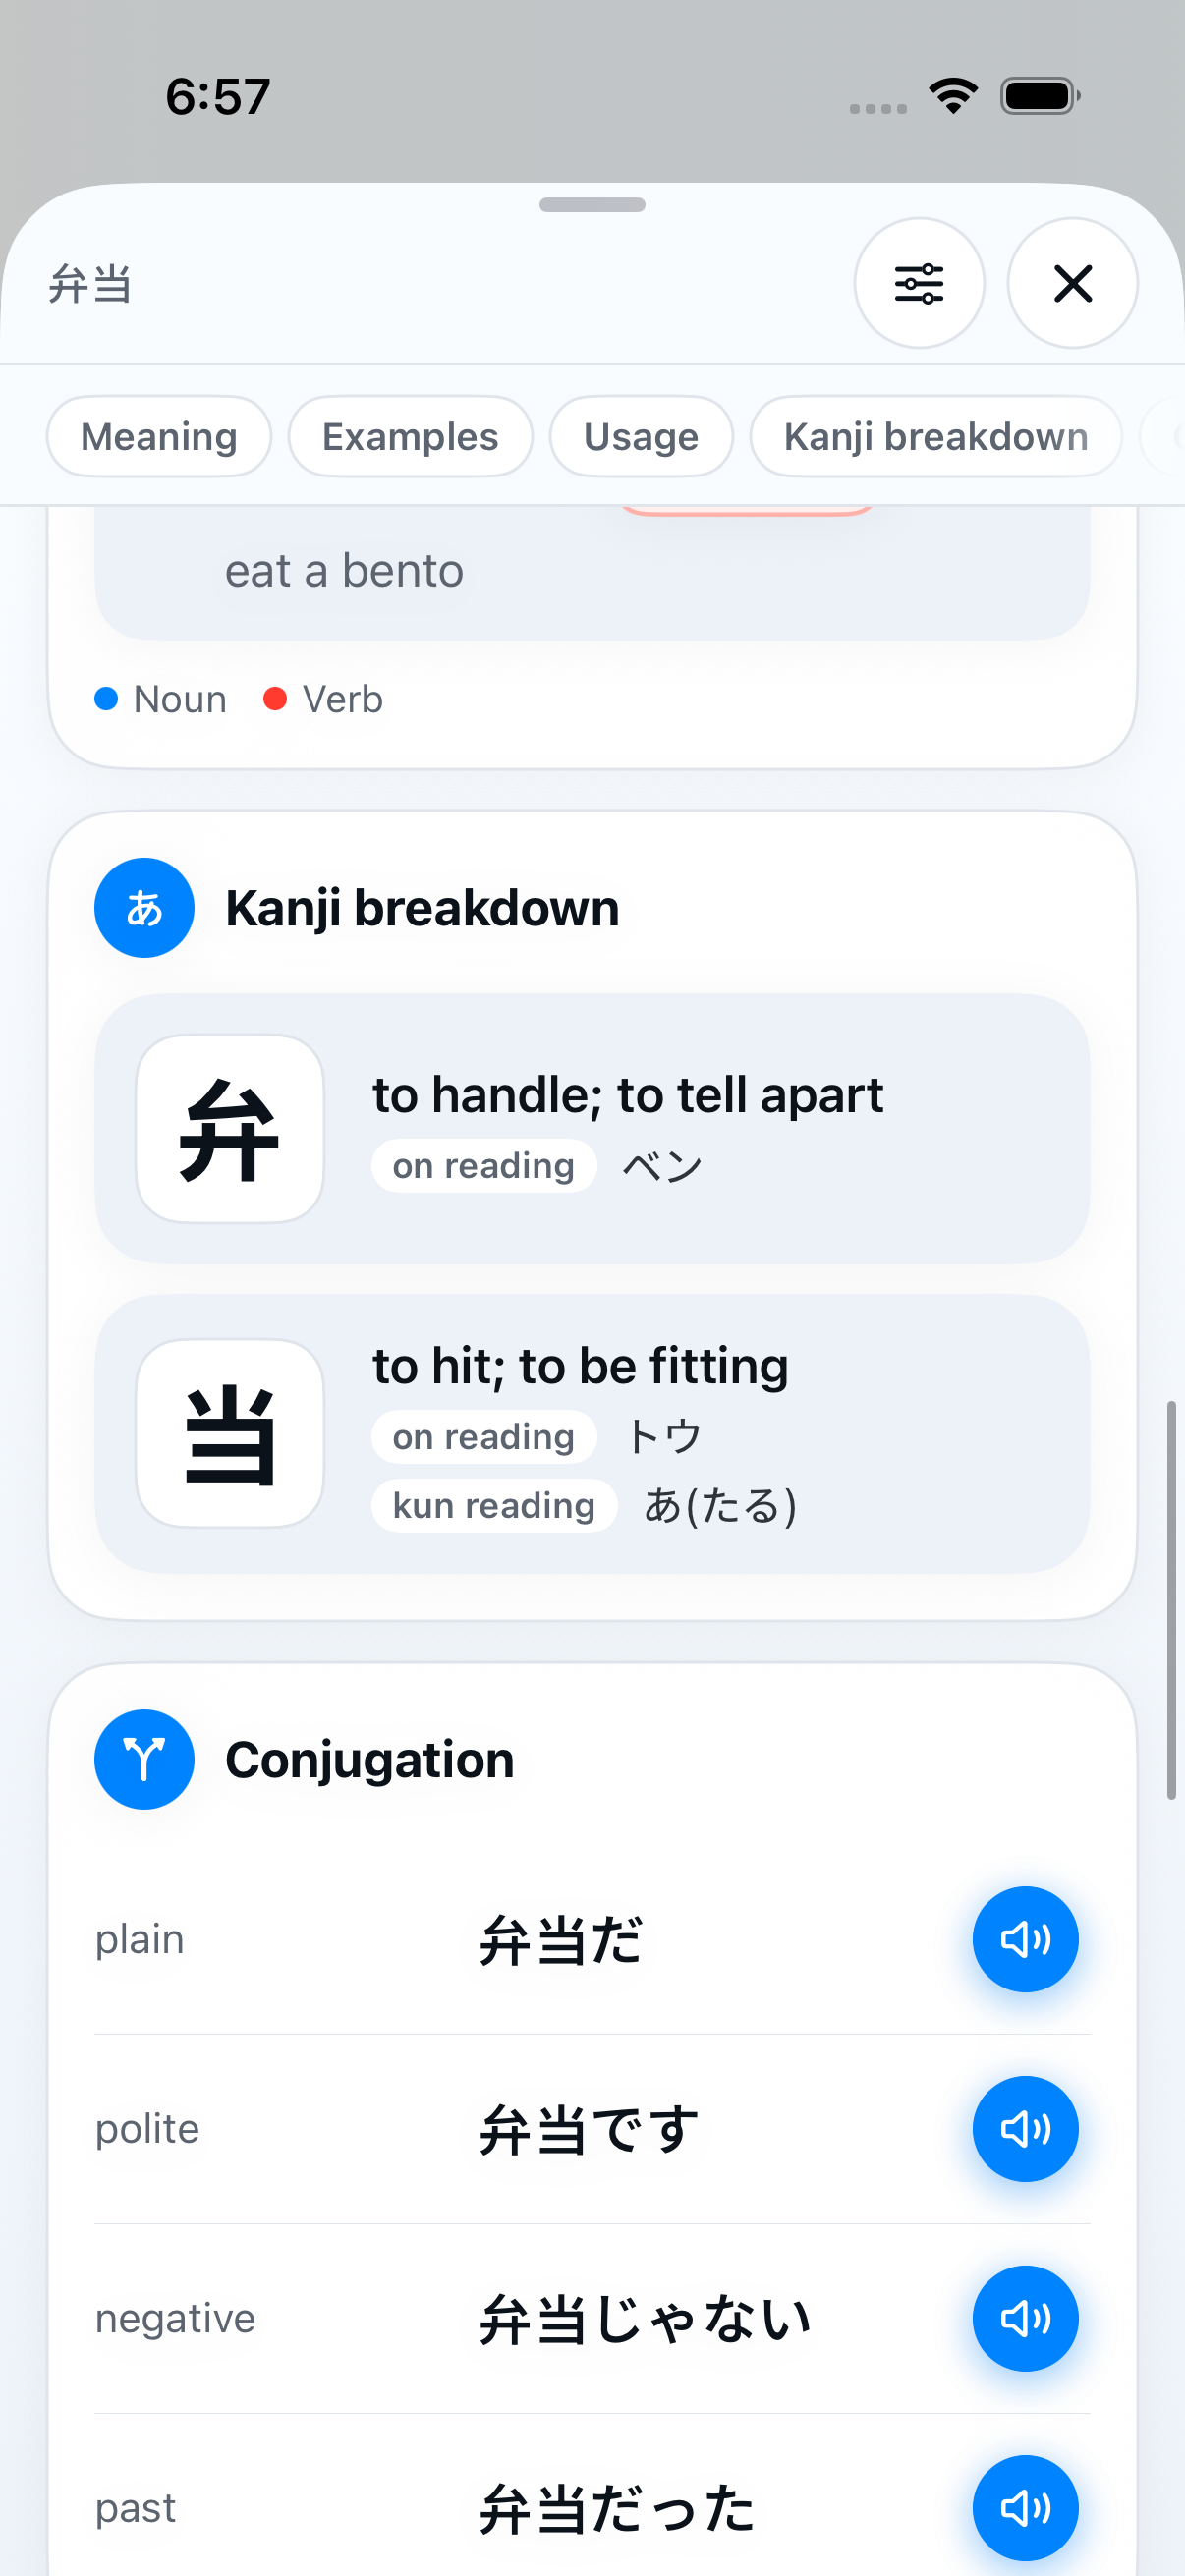 6:57
弁当
Meaning
Examples
Usage
Kanji breakdown
eat a bento
Noun
Verb
あ
Kanji breakdown
弁
to handle; to tell apart
on reading ベン
当
to hit; to be fitting
on reading トウ
kun reading あ(たる)
Conjugation
plain 弁当だ
polite 弁当です
negative 弁当じゃない
past 弁当だった